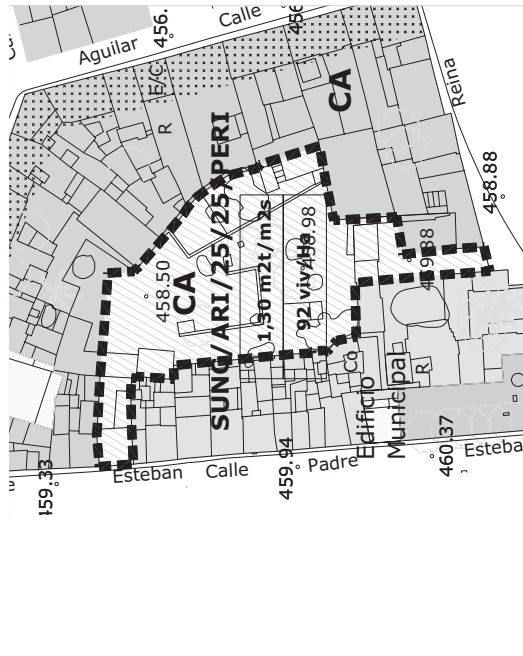 Calle
Aguilar
456.
456
E/C
R
CA
Reina
458.88
SUNC/ARI/25/25/PERI
1,30 m2t/m2s
92 viv/Ha
458.98
458.50
CA
Co
R
Edificio
Municipal
459.33
Esteban
Calle
459.94
Padre
460.37
Esteba